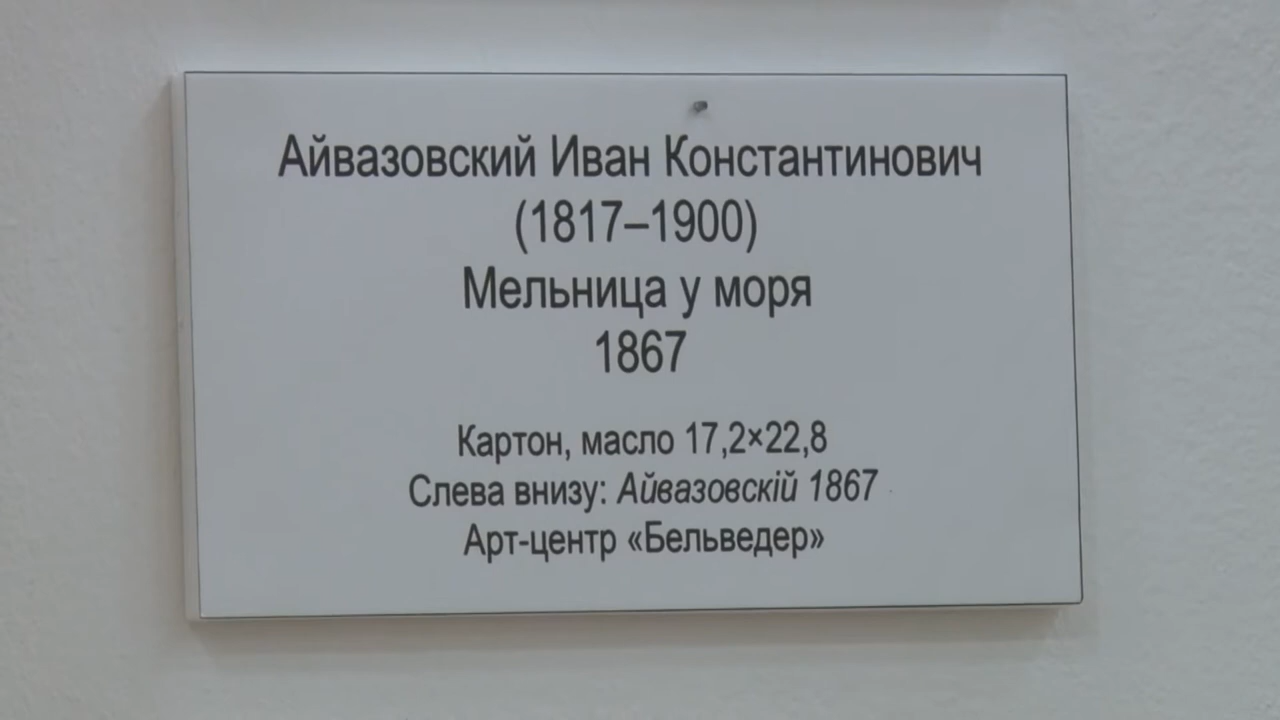 Айвазовский Иван Константинович
(1817–1900)
Мельница у моря
1867
Картон, масло 17,2×22,8
Слева внизу: Айвазовскій 1867
Арт-центр «Бельведер»